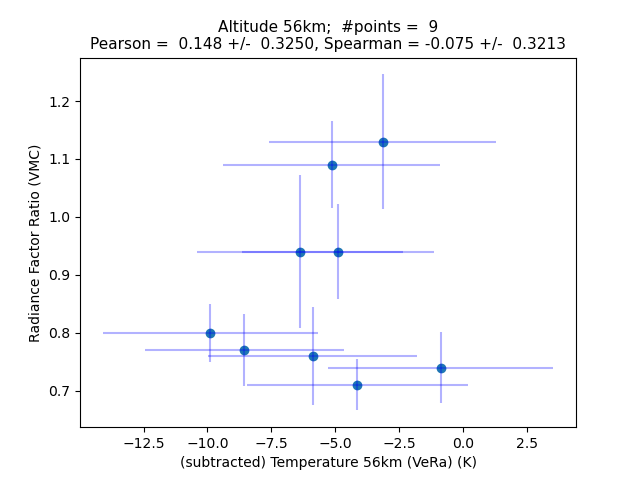 Altitude 56km;  #points =  9
Pearson =  0.148 +/-  0.3250, Spearman = -0.075 +/-  0.3213
1.2
1.1
1.0
0.9
0.8
0.7
Radiance Factor Ratio (VMC)
−12.5 −10.0 −7.5 −5.0 −2.5 0.0 2.5
(subtracted) Temperature 56km (VeRa) (K)